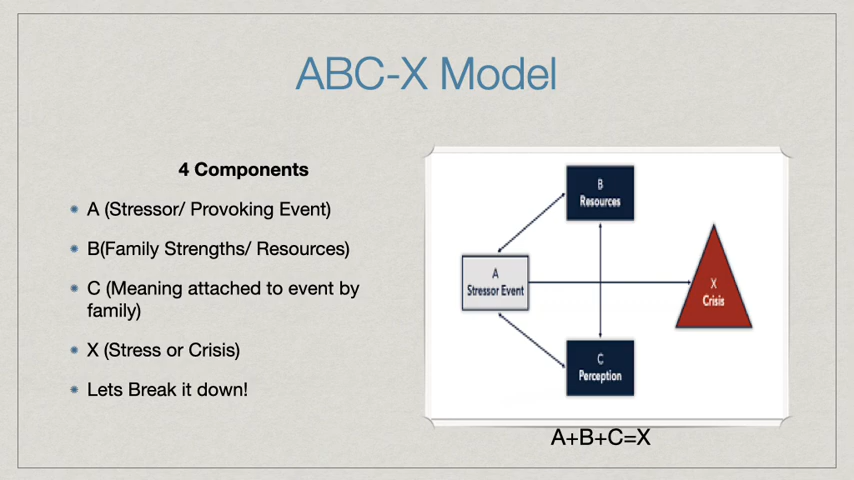 ABC-X Model
4 Components
A (Stressor/ Provoking Event)
B(Family Strengths/ Resources)
C (Meaning attached to event by
family)
X (Stress or Crisis)
Lets Break it down!
B
Resources
A
Stressor Event
X
Crisis
C
Perception
A+B+C=X